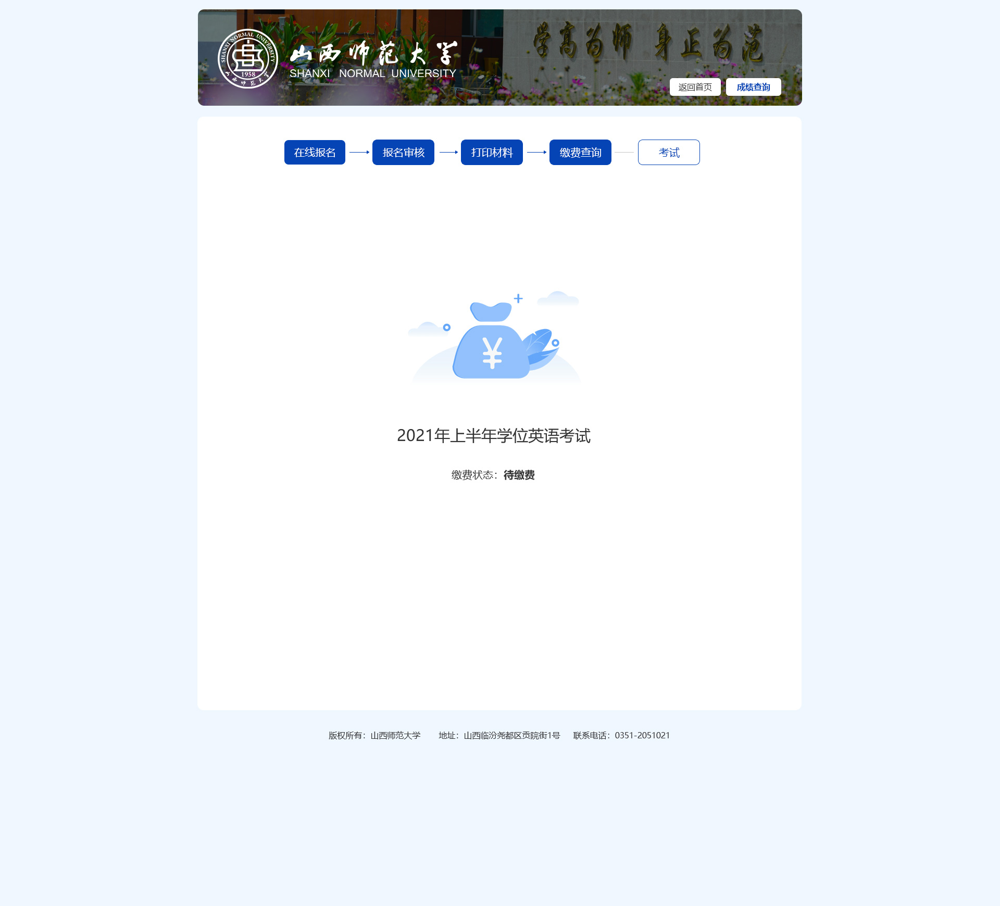 SHANXI NORMAL UNIVERSITY
1958
山西师范大学
山西师范大学
SHANXI NORMAL UNIVERSITY
学高为师 身正为范
返回首页 成绩查询
在线报名 报名审核 打印材料 缴费查询 考试
¥
2021年上半年学位英语考试
缴费状态：待缴费
版权所有：山西师范大学 地址：山西临汾尧都区贡院街1号 联系电话：0351-2051021